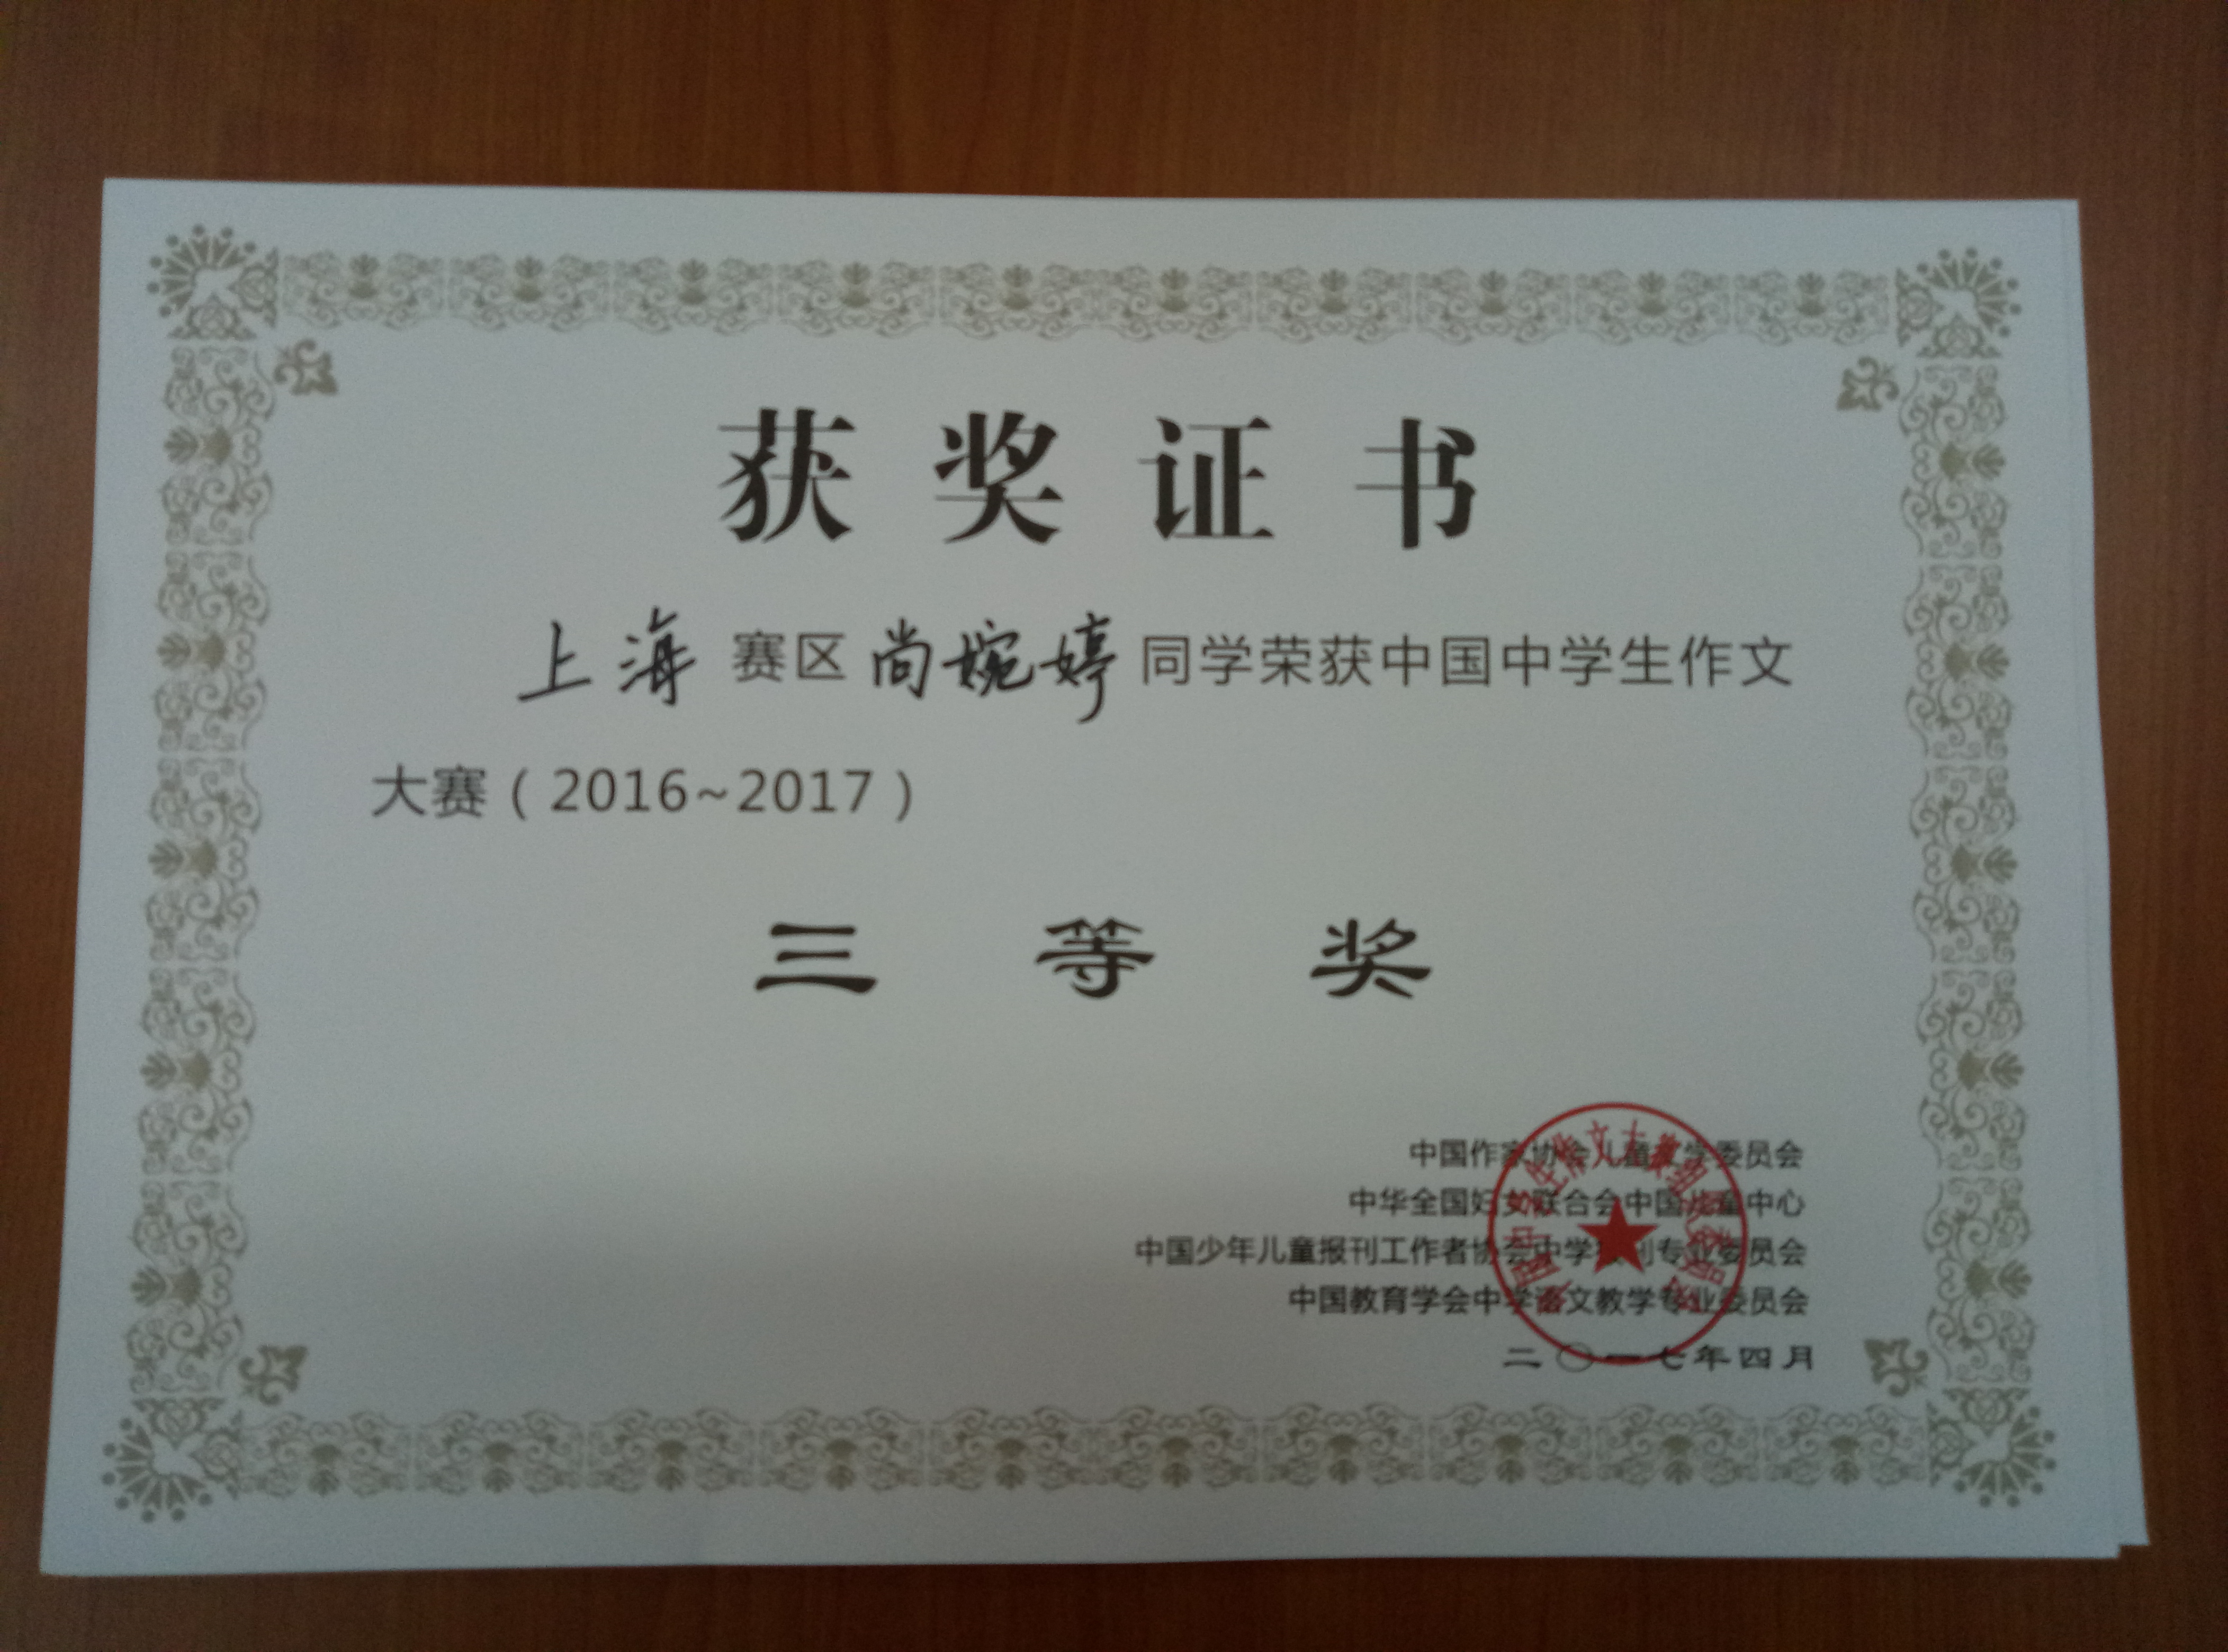 获奖证书
上海 赛区 尚婉婷 同学荣获中国中学生作文
大赛（2016~2017）
三等奖
中国作家协会儿童文学委员会
中华全国妇女联合会中国儿童中心
中国少年儿童报刊工作者协会中学报刊专业委员会
中国教育学会中学语文教学专业委员会
二〇一七年四月